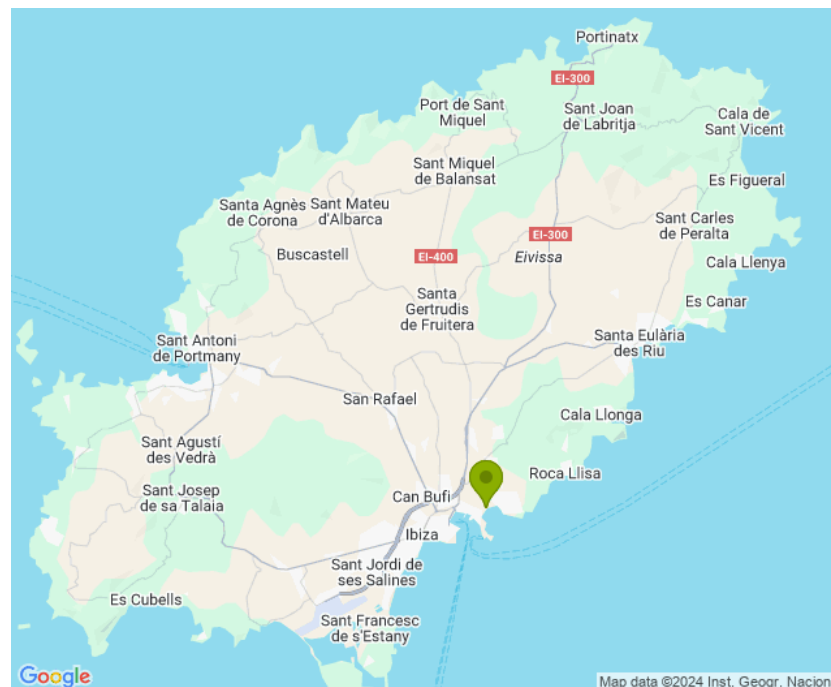 Portinatx
EI-300
Port de Sant
Miquel
Sant Joan
de Labritja
Cala de
Sant Vicent
Sant Miquel
de Balansat
Es Figueral
Santa Agnès
de Corona
Sant Mateu
d'Albarca
Sant Carles
de Peralta
EI-300
Buscastell
EI-400
Eivissa
Cala Llenya
Santa
Gertrudis
de Fruitera
Es Canar
Sant Antoni
de Portmany
Santa Eulària
des Riu
San Rafael
Cala Llonga
Sant Agustí
des Vedrà
Roca Llisa
Sant Josep
de sa Talaia
Can Bufi
Ibiza
Sant Jordi de
ses Salines
Es Cubells
Sant Francesc
de s'Estany
Google
Map data ©2024 Inst. Geogr. Nacion